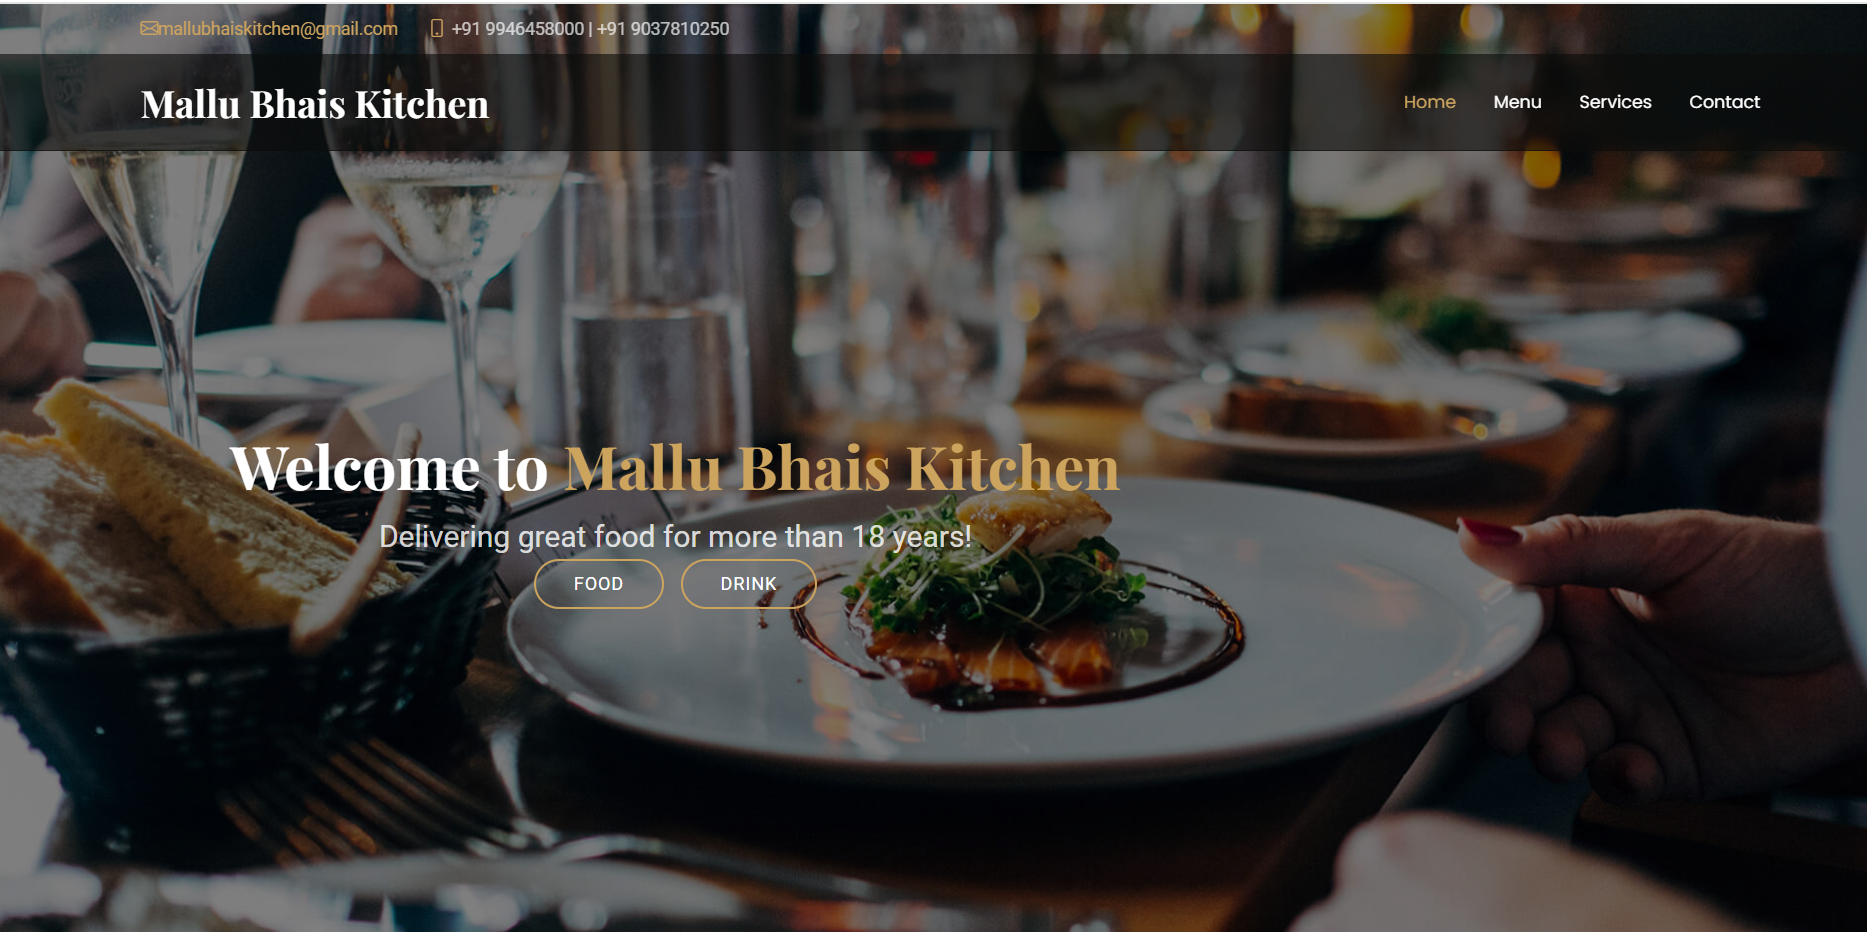 mallubhaiskitchen@gmail.com +91 9946458000 | +91 9037810250
Mallu Bhais Kitchen
Home Menu Services Contact
Welcome to Mallu Bhais Kitchen
Delivering great food for more than 18 years!
FOOD DRINK